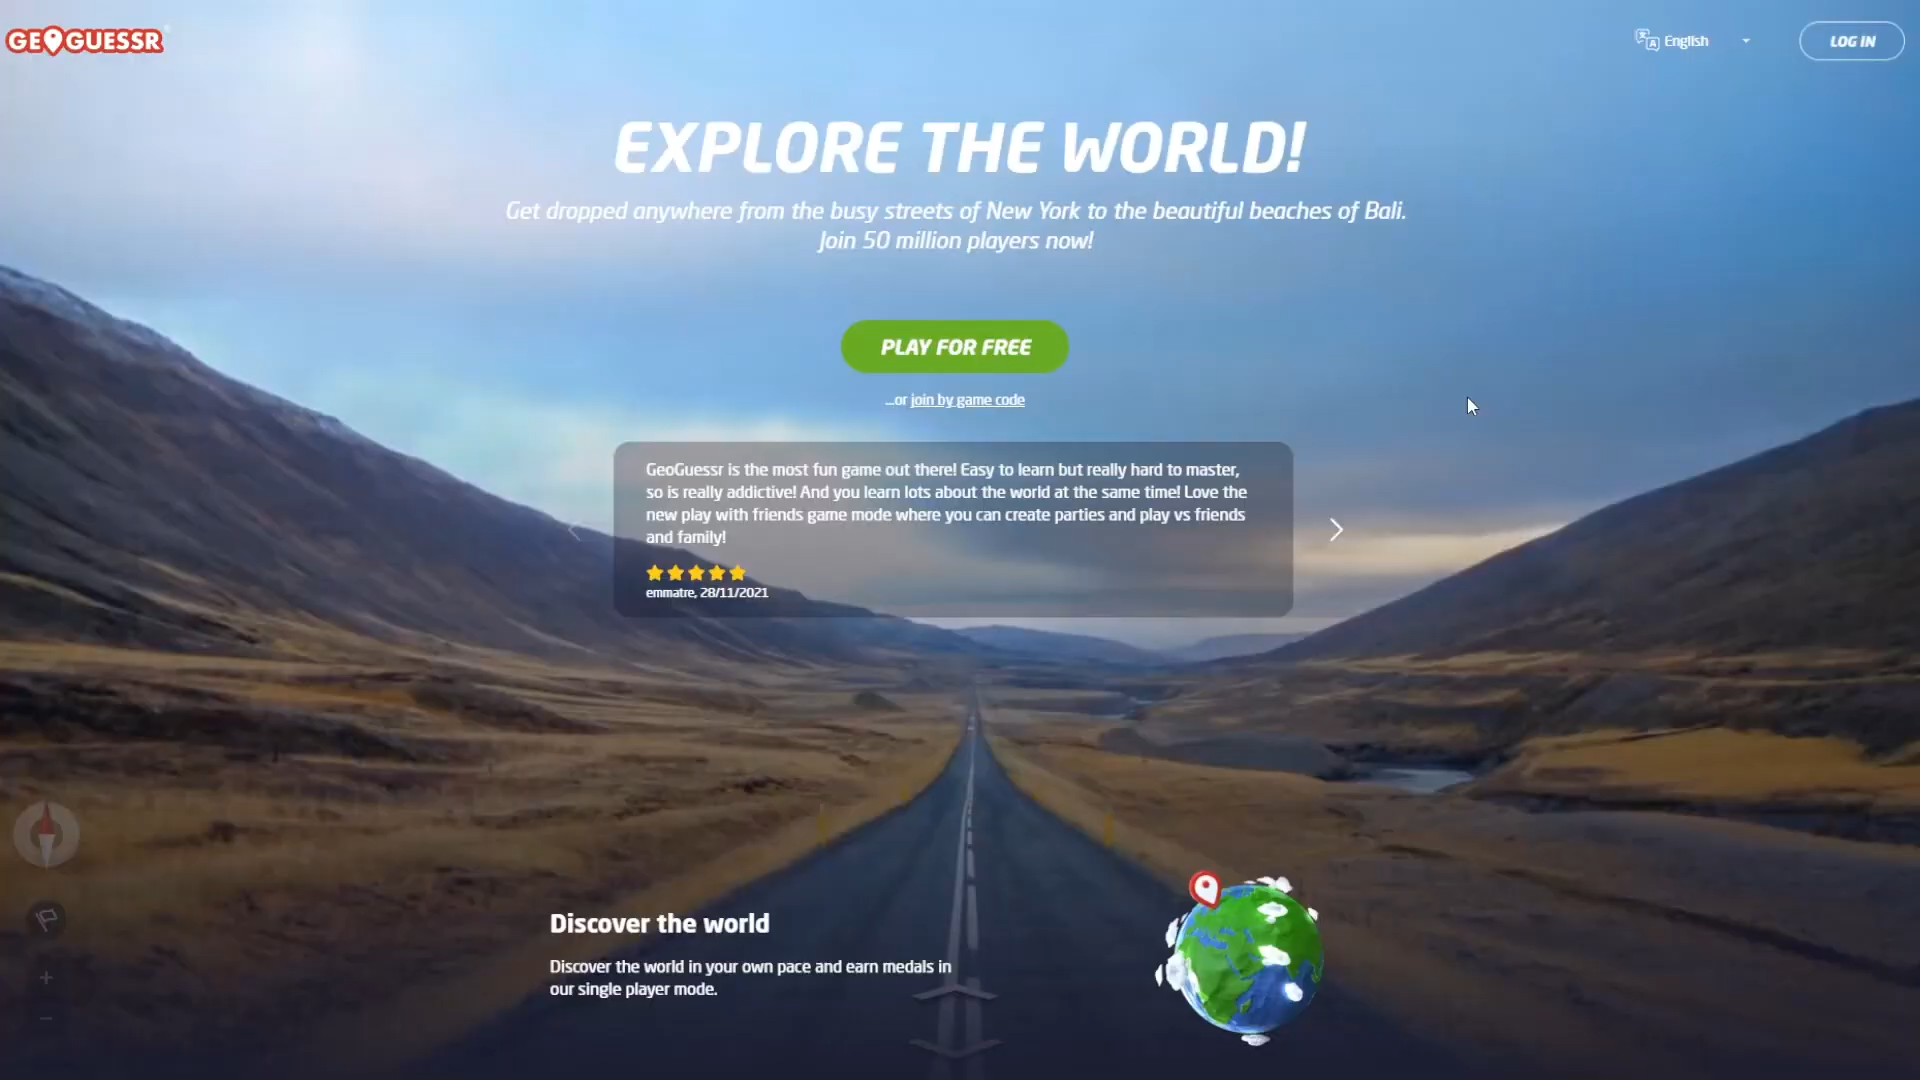 GEOGUESSR
English
LOG IN
EXPLORE THE WORLD!
Get dropped anywhere from the busy streets of New York to the beautiful beaches of Bali.
Join 50 million players now!
PLAY FOR FREE
...or join by game code
GeoGuessr is the most fun game out there! Easy to learn but really hard to master,
so is really addictive! And you learn lots about the world at the same time! Love the
new play with friends game mode where you can create parties and play vs friends
and family!
emmatre, 28/11/2021
Discover the world
Discover the world in your own pace and earn medals in
our single player mode.